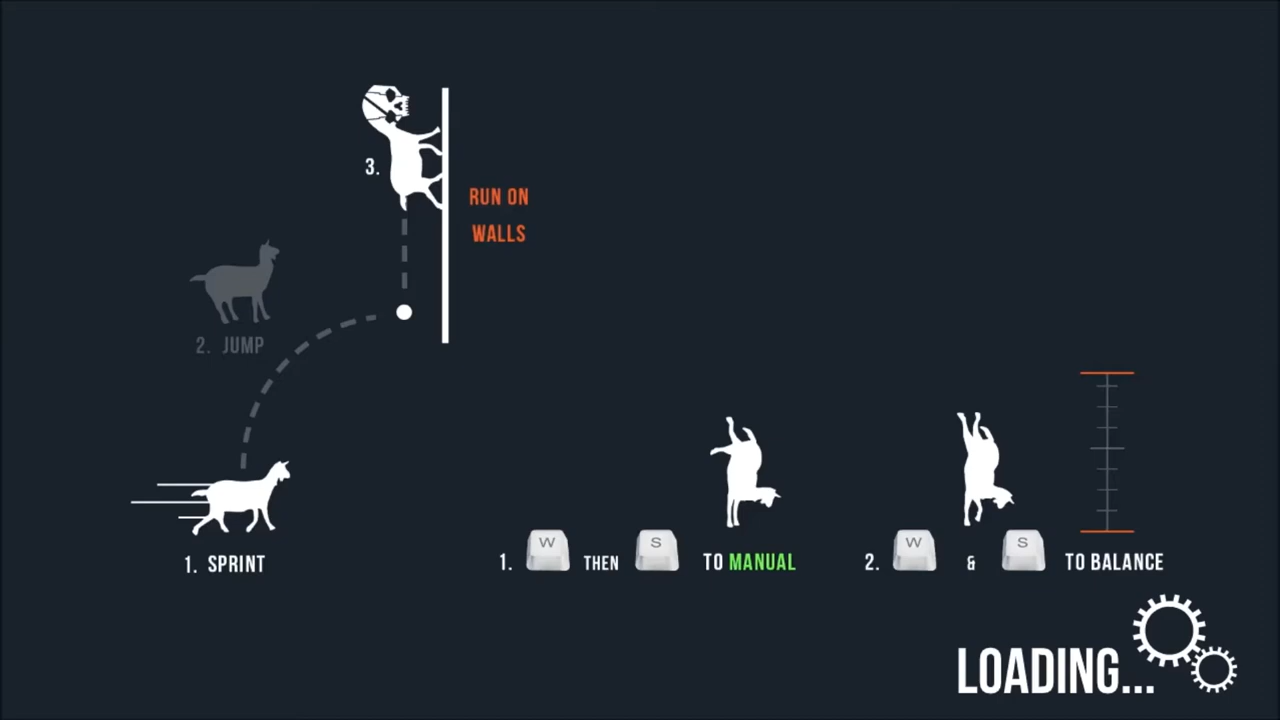 3.
RUN ON
WALLS
2. JUMP
1. SPRINT
1. W THEN S TO MANUAL
2. W & S TO BALANCE
LOADING...